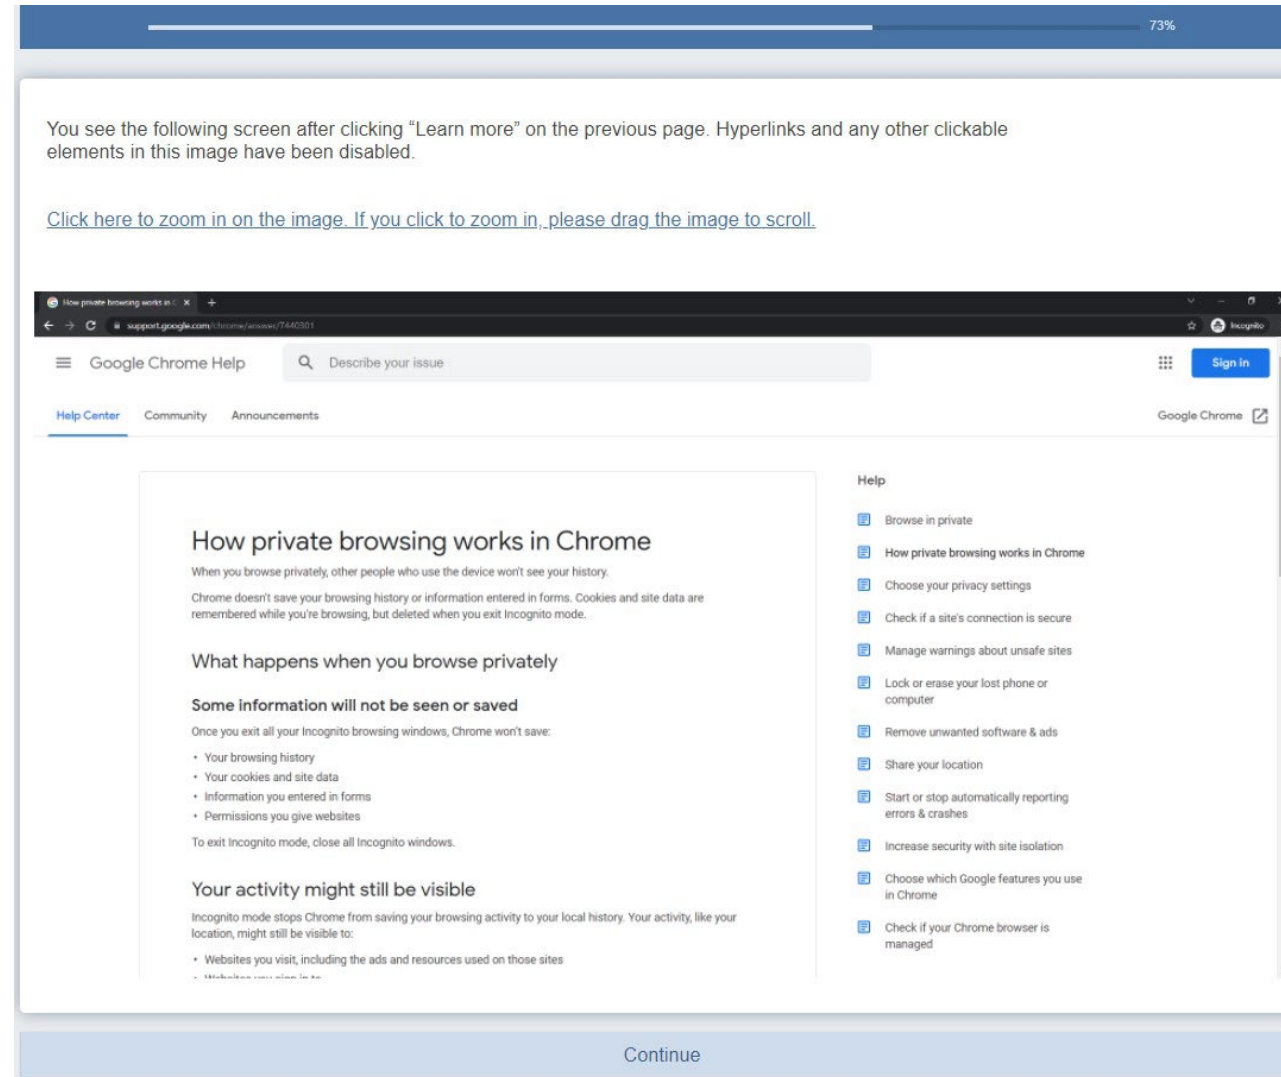 73%
You see the following screen after clicking “Learn more” on the previous page. Hyperlinks and any other clickable
elements in this image have been disabled.
Click here to zoom in on the image. If you click to zoom in, please drag the image to scroll.
How private browsing works in C
support.google.com/chrome/answer/7440301
Incognito
Google Chrome Help
Describe your issue
Sign in
Help Center
Community
Announcements
Google Chrome
How private browsing works in Chrome
When you browse privately, other people who use the device won't see your history.
Chrome doesn't save your browsing history or information entered in forms. Cookies and site data are
remembered while you're browsing, but deleted when you exit Incognito mode.
What happens when you browse privately
Some information will not be seen or saved
Once you exit all your Incognito browsing windows, Chrome won't save:
• Your browsing history
• Your cookies and site data
• Information you entered in forms
• Permissions you give websites
To exit Incognito mode, close all Incognito windows.
Your activity might still be visible
Incognito mode stops Chrome from saving your browsing activity to your local history. Your activity, like your
location, might still be visible to:
• Websites you visit, including the ads and resources used on those sites
• Websites you sign in to
Help
Browse in private
How private browsing works in Chrome
Choose your privacy settings
Check if a site's connection is secure
Manage warnings about unsafe sites
Lock or erase your lost phone or
computer
Remove unwanted software & ads
Share your location
Start or stop automatically reporting
errors & crashes
Increase security with site isolation
Choose which Google features you use
in Chrome
Check if your Chrome browser is
managed
Continue